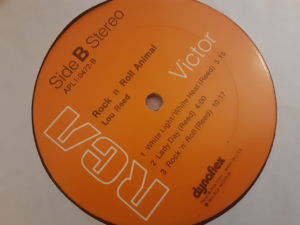 Side B Stereo
APL1-0472-B
Rock n Roll Animal
Lou Reed
1 White Light/White Heat (Reed) 5:15
2 Lady Day (Reed) 4:00
3 Rock 'n' Roll (Reed) 10:17
RCA
Victor
dynaflex